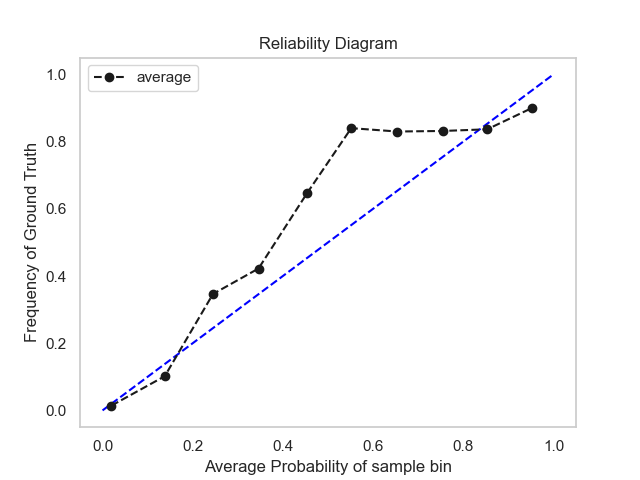 Reliability Diagram
average
Frequency of Ground Truth
1.0
0.8
0.6
0.4
0.2
0.0
0.0 0.2 0.4 0.6 0.8 1.0
Average Probability of sample bin